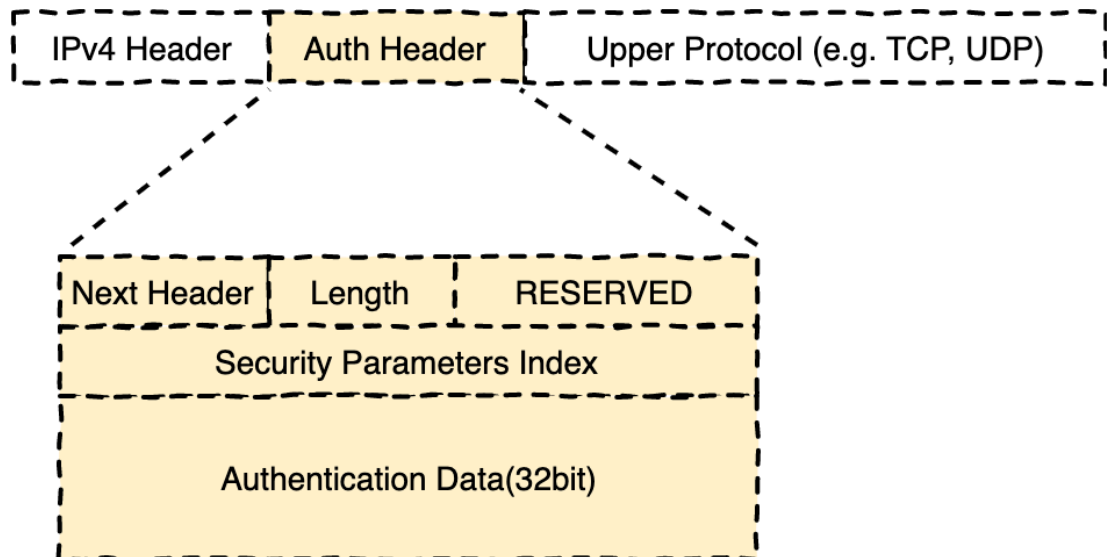 IPv4 Header
Auth Header
Upper Protocol (e.g. TCP, UDP)
Next Header
Length
RESERVED
Security Parameters Index
Authentication Data(32bit)